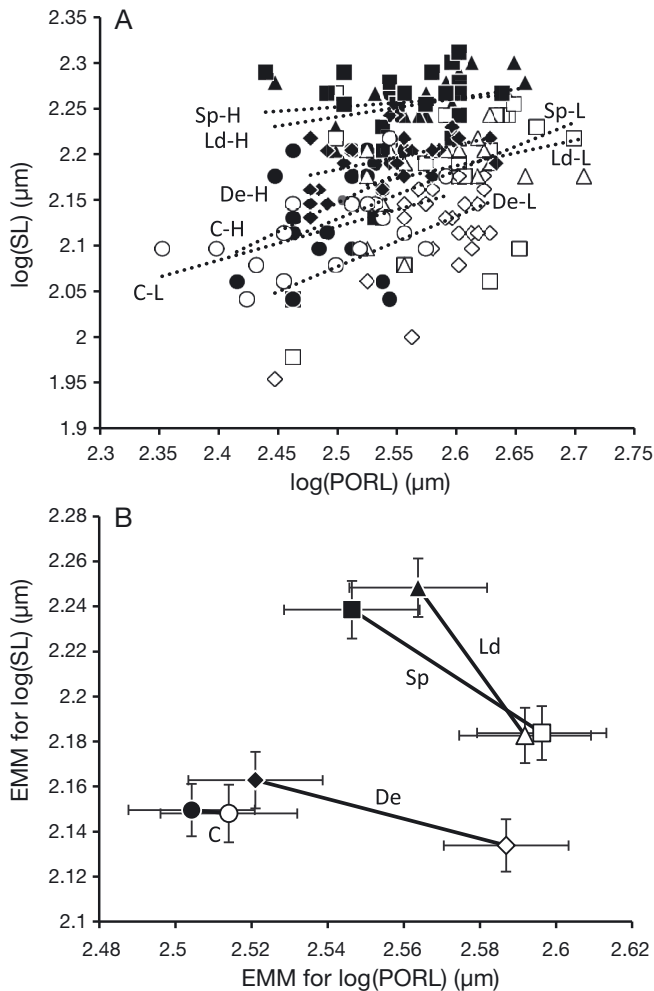 A
2.35
2.3
2.25
2.2
2.15
2.1
2.05
2
1.95
1.9
log(SL) (µm)
Sp-H
Ld-H
De-H
C-H
C-L
Sp-L
Ld-L
De-L
2.3 2.35 2.4 2.45 2.5 2.55 2.6 2.65 2.7 2.75
log(PORL) (µm)
B
2.28
2.26
2.24
2.22
2.2
2.18
2.16
2.14
2.12
2.1
EMM for log(SL) (µm)
Ld
Sp
De
C
2.48 2.5 2.52 2.54 2.56 2.58 2.6 2.62
EMM for log(PORL) (µm)